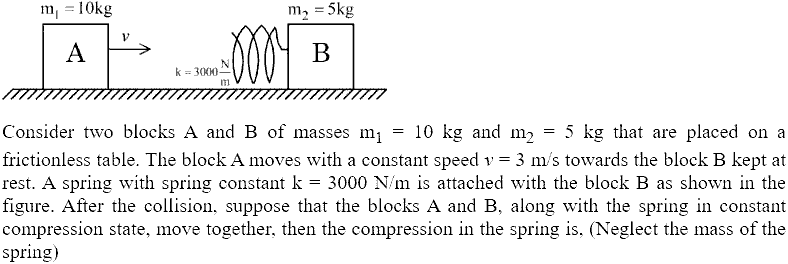 m₁ = 10kg
m₂ = 5kg
v
A
B
k = 3000 N/m
Consider two blocks A and B of masses m₁ = 10 kg and m₂ = 5 kg that are placed on a
frictionless table. The block A moves with a constant speed v = 3 m/s towards the block B kept at
rest. A spring with spring constant k = 3000 N/m is attached with the block B as shown in the
figure. After the collision, suppose that the blocks A and B, along with the spring in constant
compression state, move together, then the compression in the spring is, (Neglect the mass of the
spring)